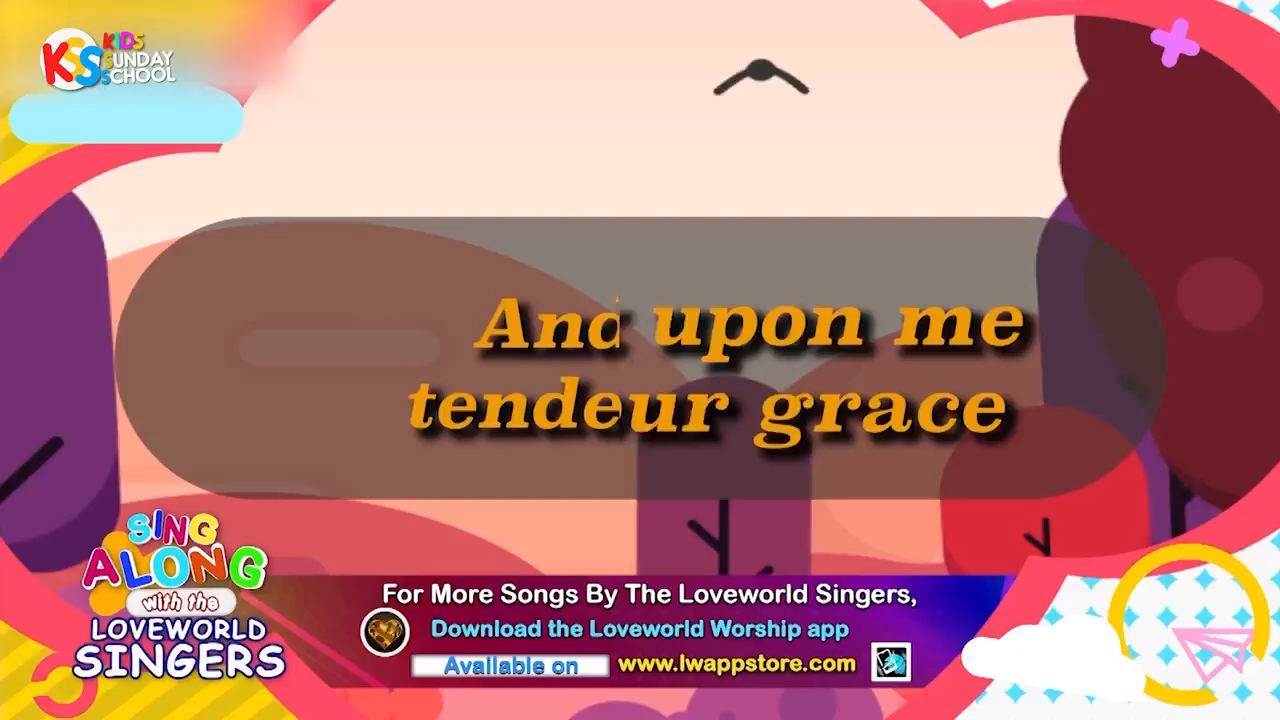 KSS KIDS
SUNDAY
SCHOOL
And upon me
tendeur grace
SING
ALONG
with the
LOVEWORLD
SINGERS
For More Songs By The Loveworld Singers,
Download the Loveworld Worship app
Available on www.lwappstore.com